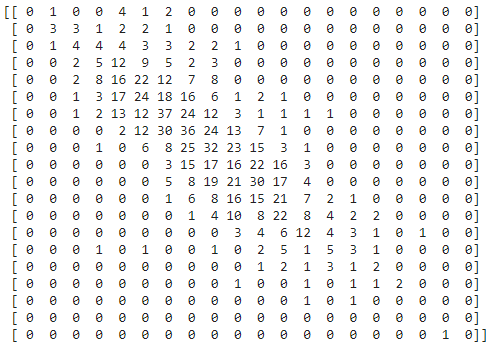 [[ 0 1 0 0 4 1 2 0 0 0 0 0 0 0 0 0 0 0 0 0]
[ 0 3 3 1 2 2 1 0 0 0 0 0 0 0 0 0 0 0 0 0]
[ 0 1 4 4 4 3 3 2 2 1 0 0 0 0 0 0 0 0 0 0]
[ 0 0 2 5 12 9 5 2 3 0 0 0 0 0 0 0 0 0 0 0]
[ 0 0 2 8 16 22 12 7 8 0 0 0 0 0 0 0 0 0 0 0]
[ 0 0 1 3 17 24 18 16 6 1 2 1 0 0 0 0 0 0 0 0]
[ 0 0 1 2 13 12 37 24 12 3 1 1 1 1 0 0 0 0 0 0]
[ 0 0 0 0 2 12 30 36 24 13 7 1 0 0 0 0 0 0 0 0]
[ 0 0 0 1 0 6 8 25 32 23 15 3 1 0 0 0 0 0 0 0]
[ 0 0 0 0 0 0 3 15 17 16 22 16 3 0 0 0 0 0 0 0]
[ 0 0 0 0 0 0 5 8 19 21 30 17 4 0 0 0 0 0 0 0]
[ 0 0 0 0 0 0 1 6 8 16 15 21 7 2 1 0 0 0 0 0]
[ 0 0 0 0 0 0 0 1 4 10 8 22 8 4 2 2 0 0 0 0]
[ 0 0 0 0 0 0 0 0 0 3 4 6 12 4 3 1 0 1 0 0]
[ 0 0 0 1 0 1 0 0 1 0 2 5 1 5 3 1 0 0 0 0]
[ 0 0 0 0 0 0 0 0 0 0 1 2 1 3 1 2 0 0 0 0]
[ 0 0 0 0 0 0 0 0 0 1 0 0 1 0 1 1 2 0 0 0]
[ 0 0 0 0 0 0 0 0 0 0 0 0 1 0 1 0 0 0 0 0]
[ 0 0 0 0 0 0 0 0 0 0 0 0 0 0 0 0 0 0 0 0]
[ 0 0 0 0 0 0 0 0 0 0 0 0 0 0 0 0 0 0 1 0]]